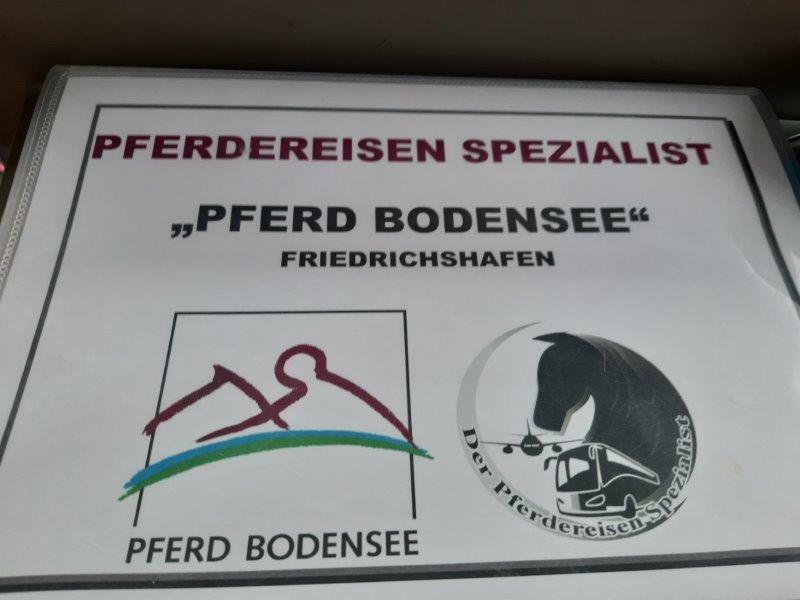 PFERDEREISEN SPEZIALIST
„PFERD BODENSEE“
FRIEDRICHSHAFEN
PFERD BODENSEE
Der Pferdereisen Spezialist